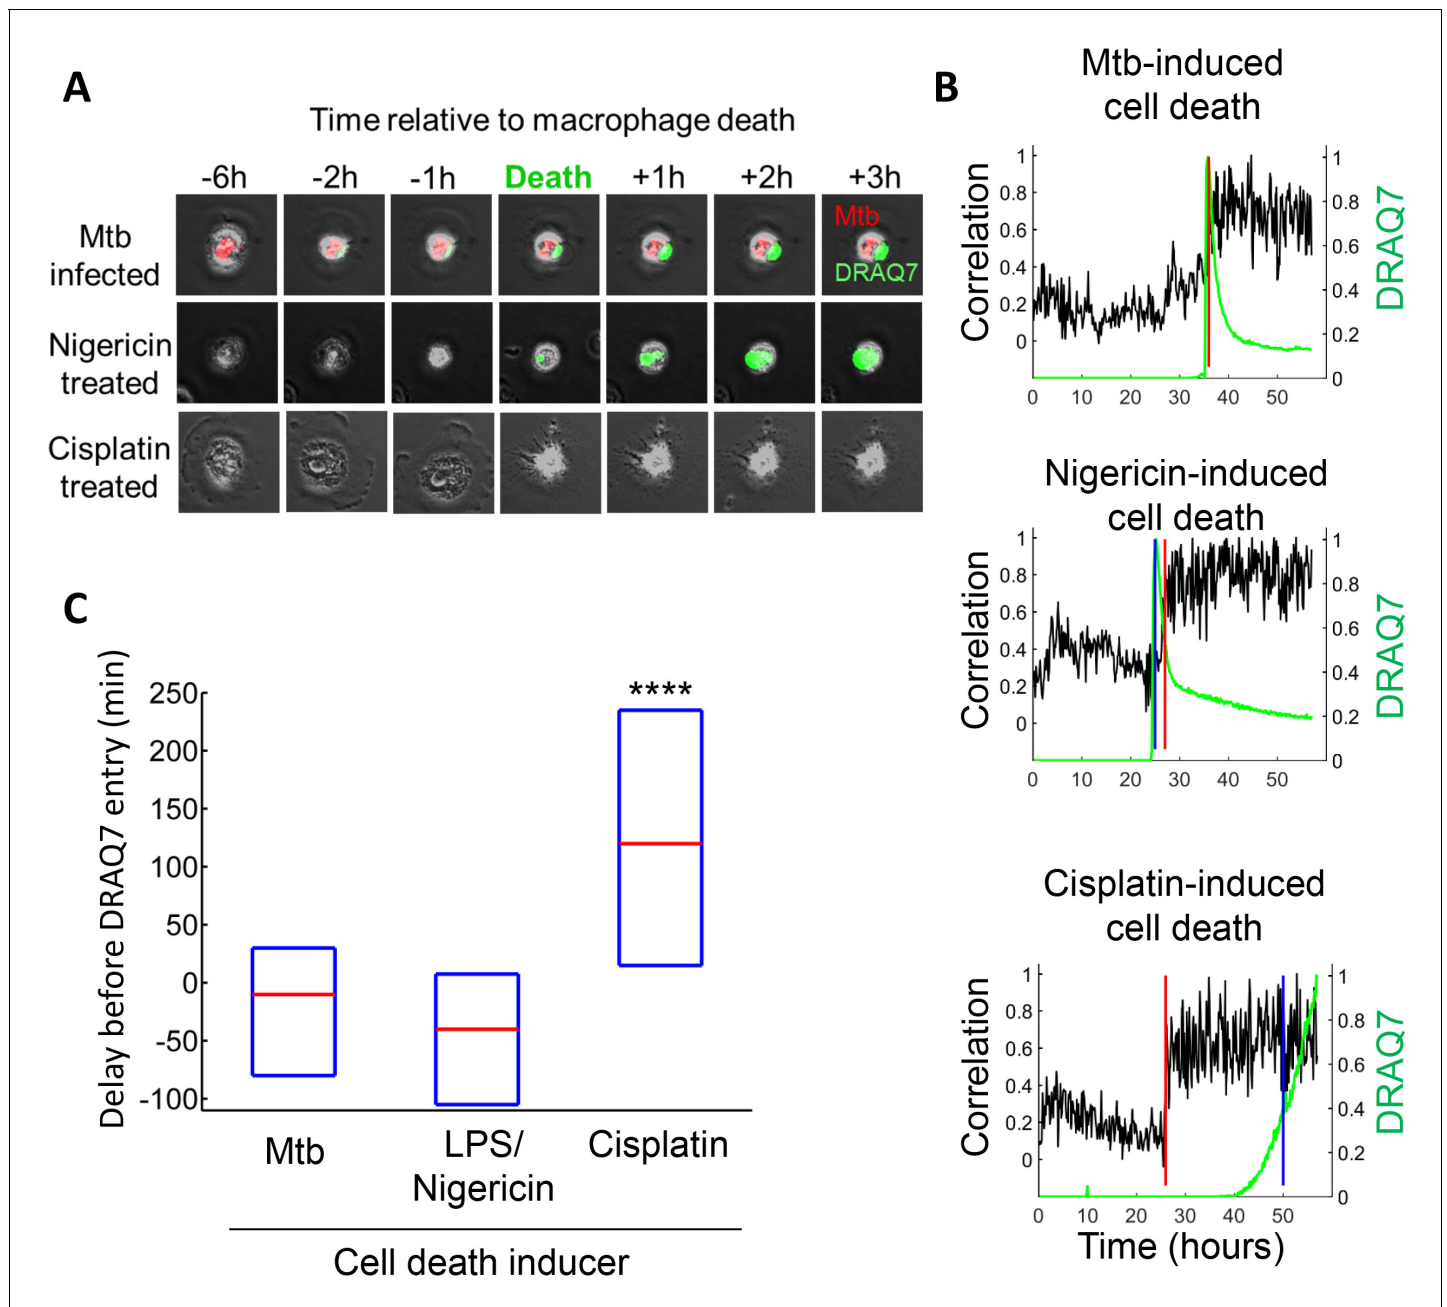 A
Time relative to macrophage death
-6h -2h -1h Death +1h +2h +3h
Mtb
infected
Mtb
DRAQ7
Nigericin
treated
Cisplatin
treated
B
Mtb-induced
cell death
Correlation
1
0.8
0.6
0.4
0.2
0
1
0.8
0.6
0.4
0.2
0
DRAQ7
0 10 20 30 40 50
Nigericin-induced
cell death
Correlation
1
0.8
0.6
0.4
0.2
0
1
0.8
0.6
0.4
0.2
0
DRAQ7
0 10 20 30 40 50
Cisplatin-induced
cell death
Correlation
1
0.8
0.6
0.4
0.2
0
1
0.8
0.6
0.4
0.2
0
DRAQ7
0 10 20 30 40 50
Time (hours)
C
Delay before DRAQ7 entry (min)
250
200
150
100
50
0
-50
-100
****
Mtb
LPS/
Nigericin
Cisplatin
Cell death inducer